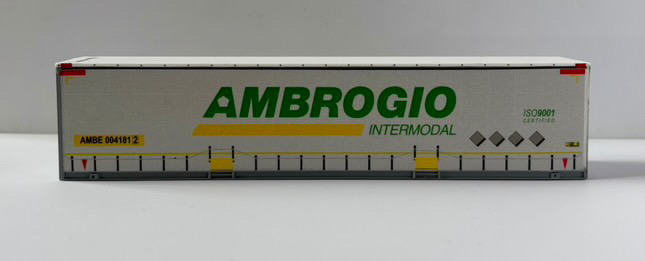 AMBROGIO
INTERMODAL
ISO9001
CERTIFIED
AMBE 004181 2